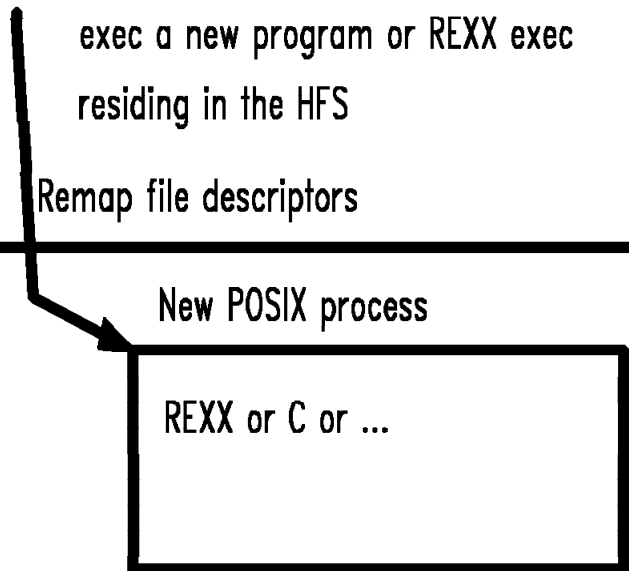 exec a new program or REXX exec
residing in the HFS
Remap file descriptors
New POSIX process
REXX or C or ...